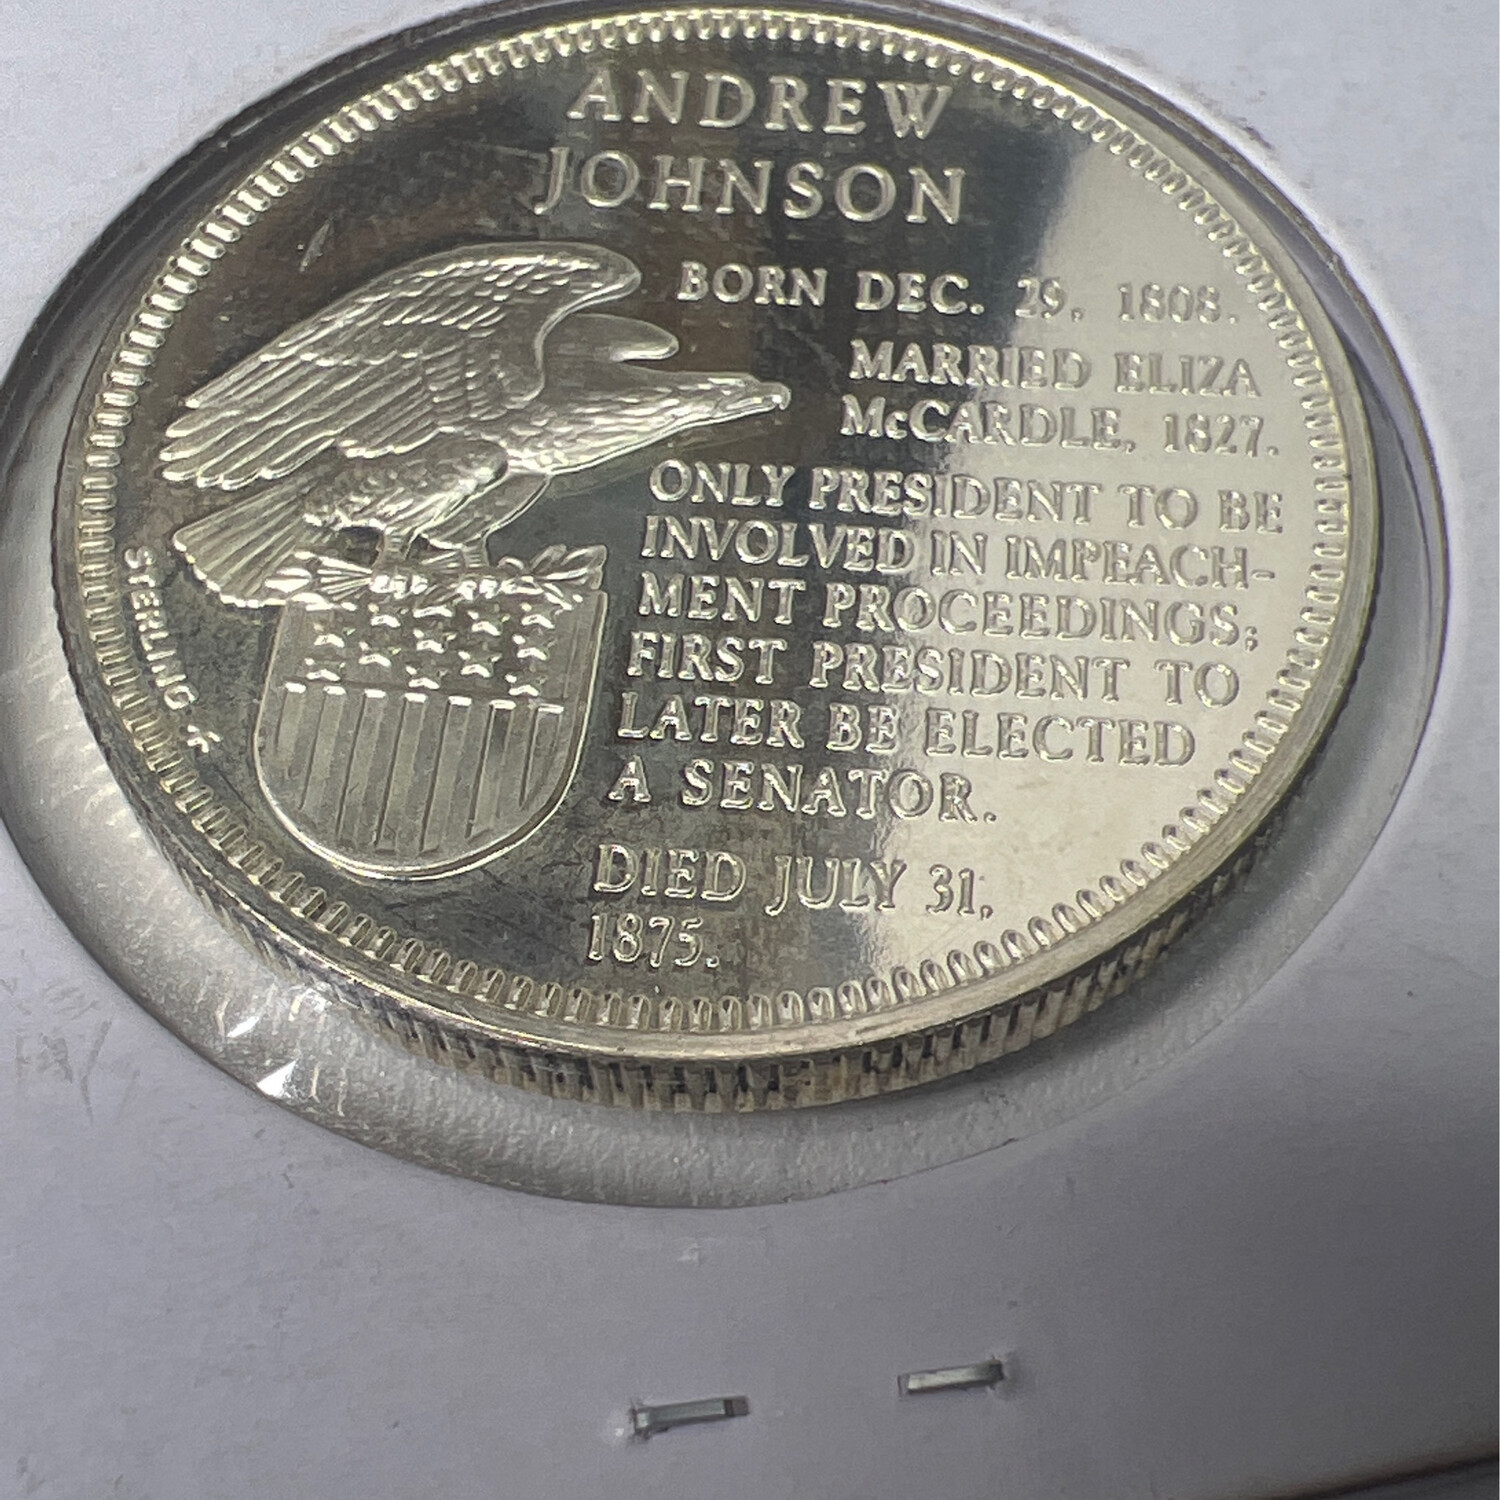 ANDREW
JOHNSON
BORN DEC. 29, 1808.
MARRIED ELIZA
McCARDLE, 1827.
ONLY PRESIDENT TO BE
INVOLVED IN IMPEACH-
MENT PROCEEDINGS;
FIRST PRESIDENT TO
LATER BE ELECTED
A SENATOR.
DIED JULY 31,
1875.
STERLING